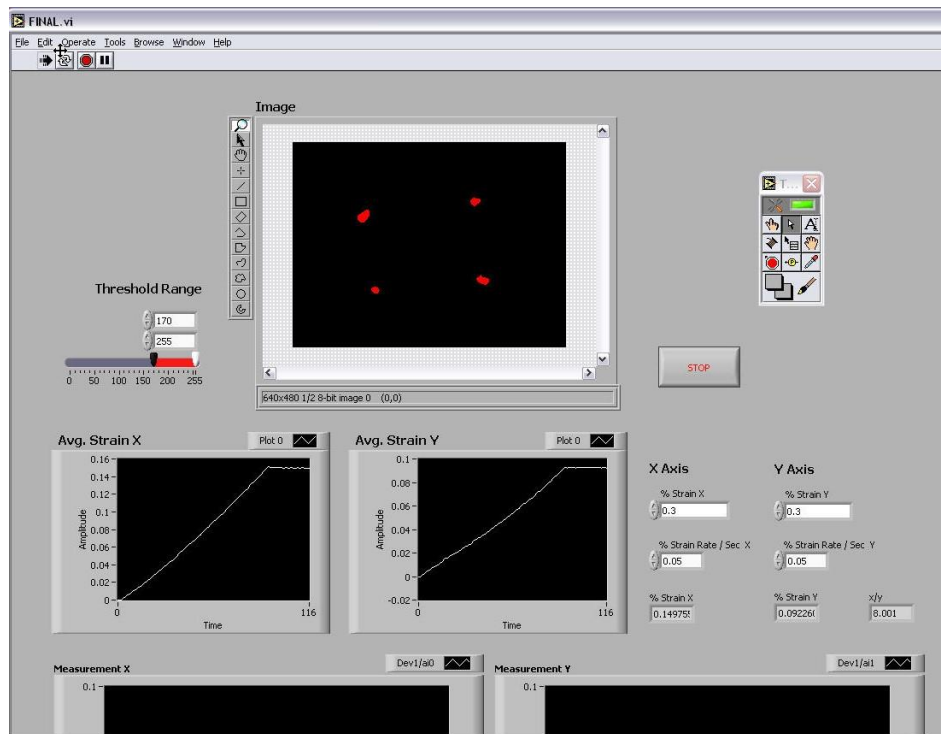 FINAL.vi
File Edit Operate Tools Browse Window Help
Image
T...
Threshold Range
170
255
0 50 100 150 200 255
STOP
640x480 1/2 8-bit image 0 (0,0)
Avg. Strain X
Plot 0
Avg. Strain Y
Plot 0
0.16
0.14
0.12
0.1
0.08
0.06
0.04
0.02
0
Amplitude
0 116
Time
0.1
0.08
0.06
0.04
0.02
0
-0.02
Amplitude
0 116
Time
X Axis
Y Axis
% Strain X
0.3
% Strain Y
0.3
% Strain Rate / Sec X
0.05
% Strain Rate / Sec Y
0.05
% Strain X
0.14975
% Strain Y
0.09226
x/y
8.001
Measurement X
Dev1/ai0
0.1
Measurement Y
Dev1/ai1
0.1